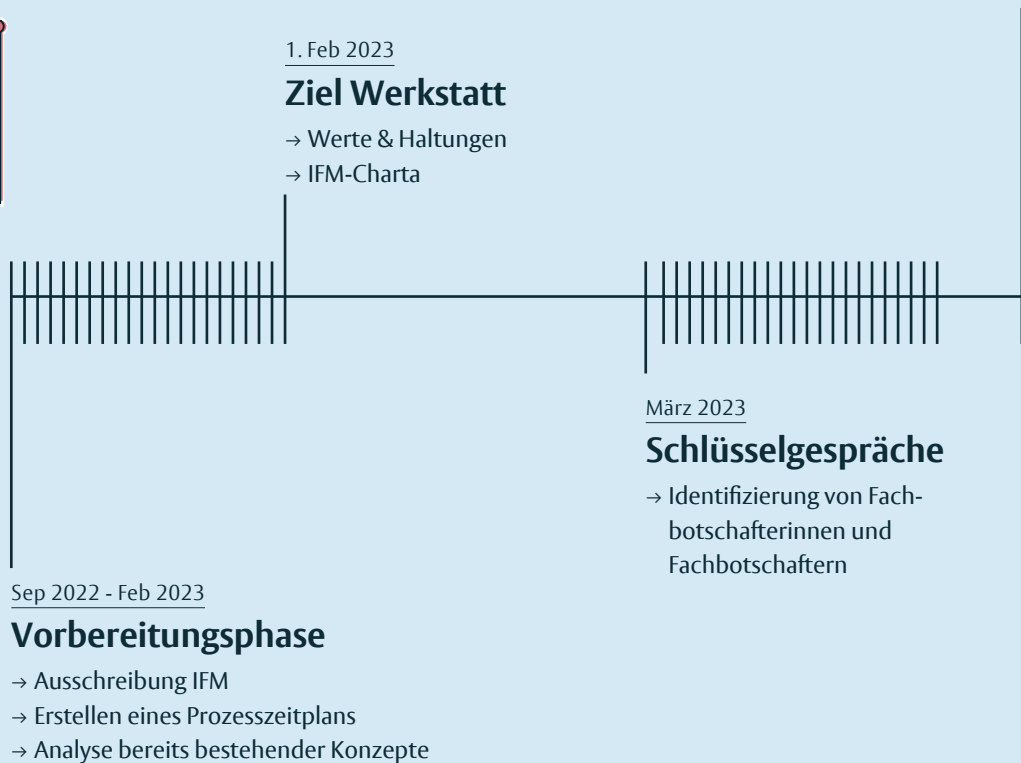 1. Feb 2023
Ziel Werkstatt
→ Werte & Haltungen
→ IFM-Charta
März 2023
Schlüsselgespräche
→ Identifizierung von Fach-
botschafterinnen und
Fachbotschaftern
Sep 2022 - Feb 2023
Vorbereitungsphase
→ Ausschreibung IFM
→ Erstellen eines Prozesszeitplans
→ Analyse bereits bestehender Konzepte